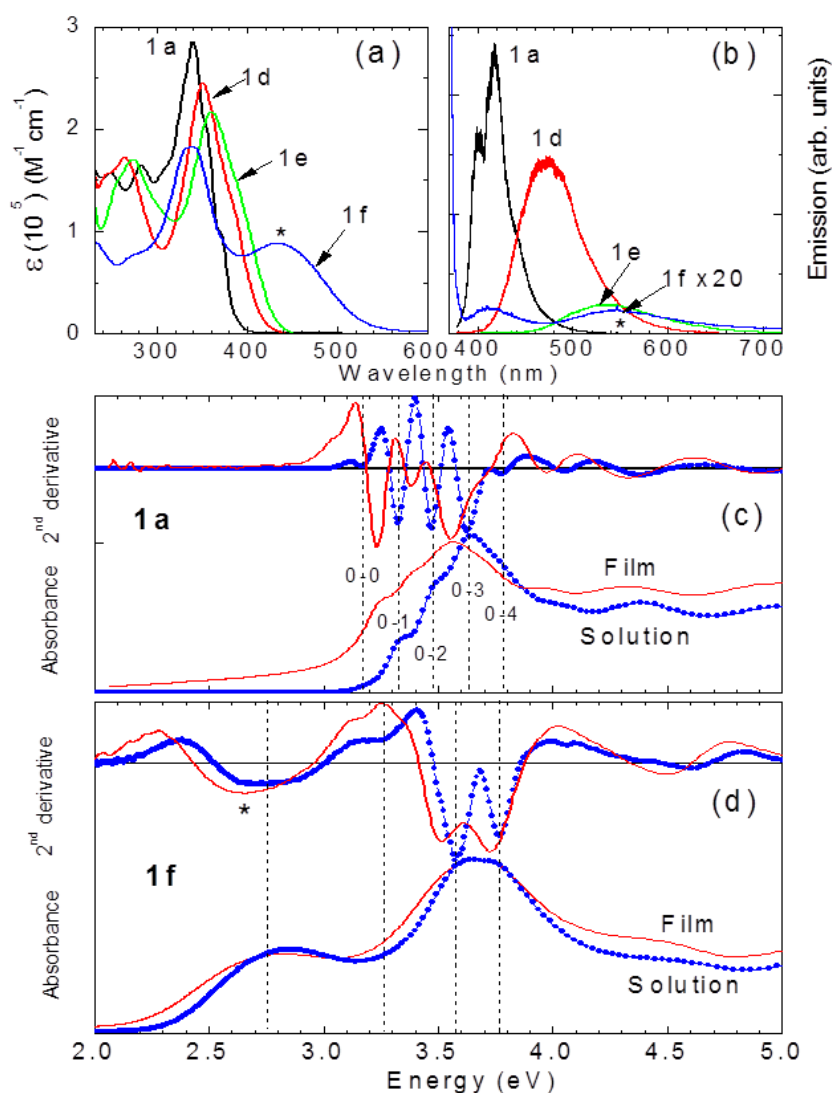 3
2
1
0
ε (10 5) (M-1 cm-1)
1a
(a)
1d
1e
*
1f
300
400
500
600
1a
(b)
1d
1e
1f x20
*
400
500
600
700
Emission (arb. units)
Wavelength (nm)
2nd derivative
Absorbance
1a
(c)
0-0
0-1
0-2
0-3
0-4
Film
Solution
2nd derivative
Absorbance
*
1f
(d)
Film
Solution
2.0
2.5
3.0
3.5
4.0
4.5
5.0
Energy (eV)